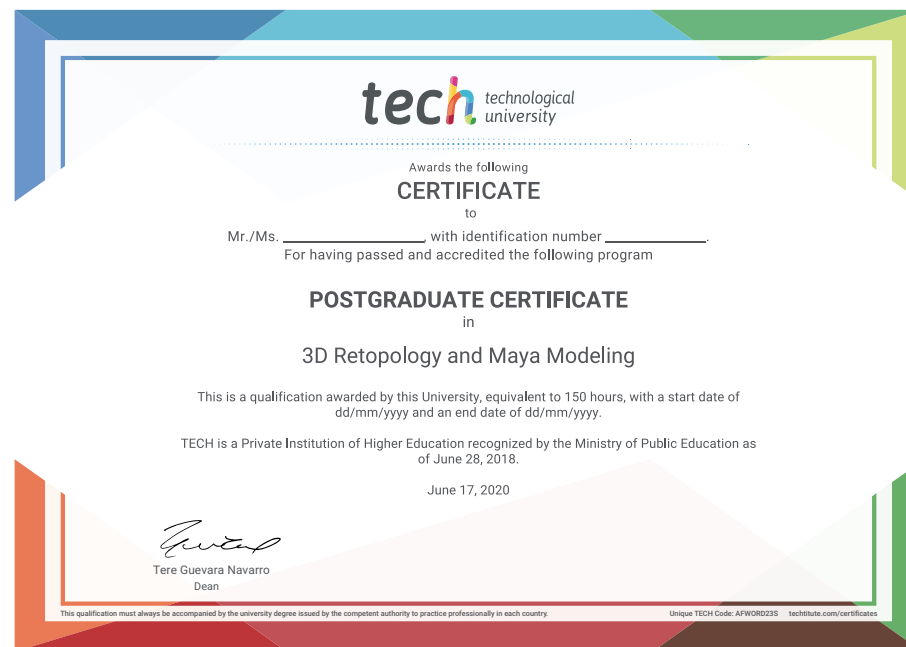 tech technological
university
Awards the following
CERTIFICATE
to
Mr./Ms. ____________________, with identification number ______________.
For having passed and accredited the following program
POSTGRADUATE CERTIFICATE
in
3D Retopology and Maya Modeling
This is a qualification awarded by this University, equivalent to 150 hours, with a start date of
dd/mm/yyyy and an end date of dd/mm/yyyy.
TECH is a Private Institution of Higher Education recognized by the Ministry of Public Education as
of June 28, 2018.
June 17, 2020
Tere Guevara Navarro
Dean
This qualification must always be accompanied by the university degree issued by the competent authority to practice professionally in each country. Unique TECH Code: AFWORD23S techtitute.com/certificates